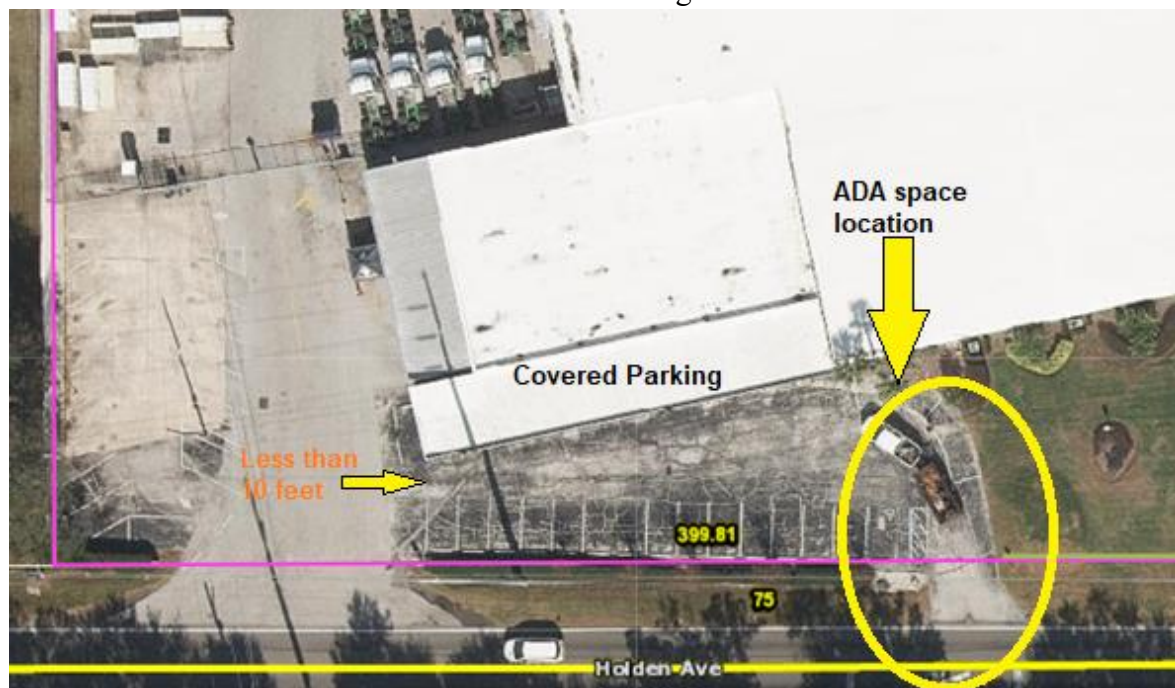 ADA space
location
Covered Parking
Less than
10 feet
399.81
75
Holden Ave